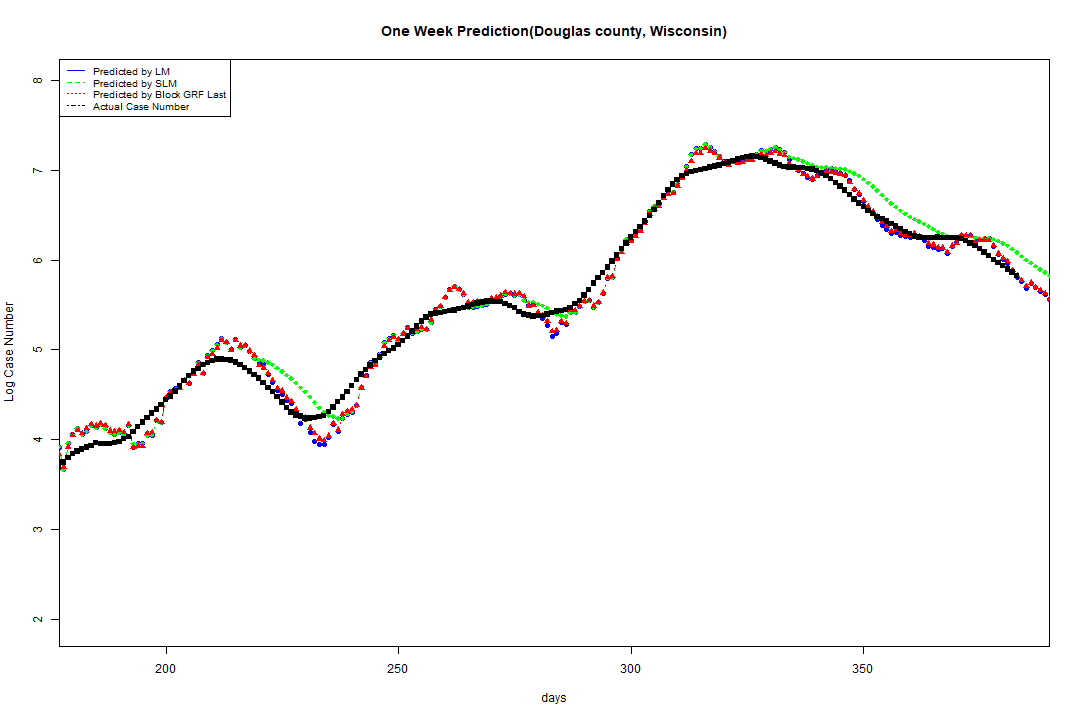 One Week Prediction(Douglas county, Wisconsin)
Predicted by LM
Predicted by SLM
Predicted by Block GRF Last
Actual Case Number
8
7
6
5
4
3
2
Log Case Number
200 250 300 350
days